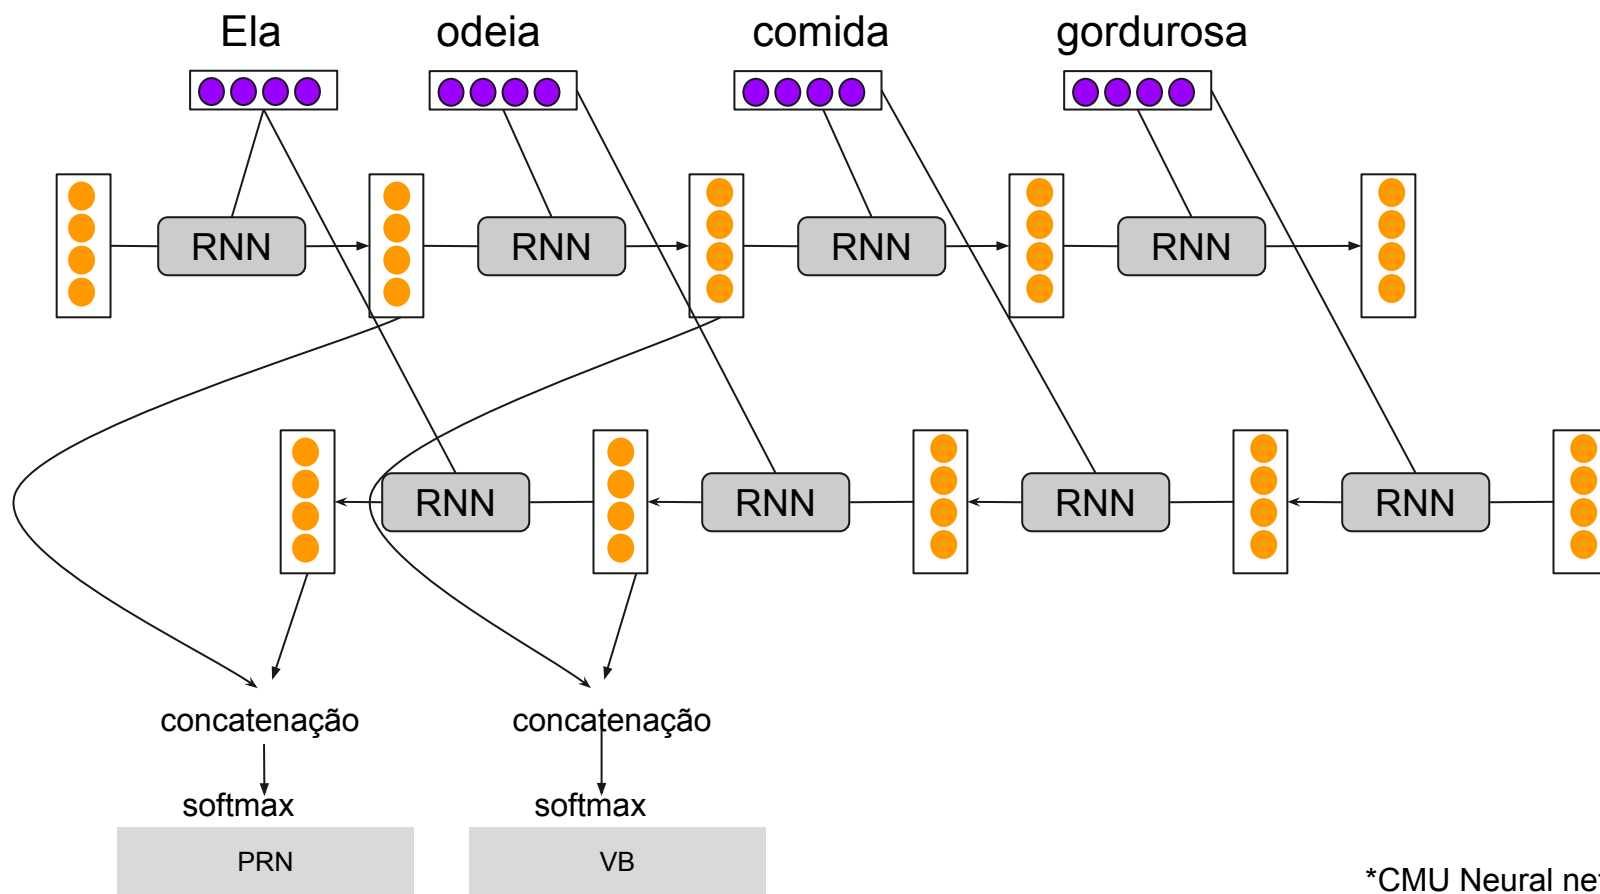 Ela odeia comida gordurosa
RNN RNN RNN RNN
RNN RNN RNN RNN
concatenação concatenação
softmax softmax
PRN VB
*CMU Neural